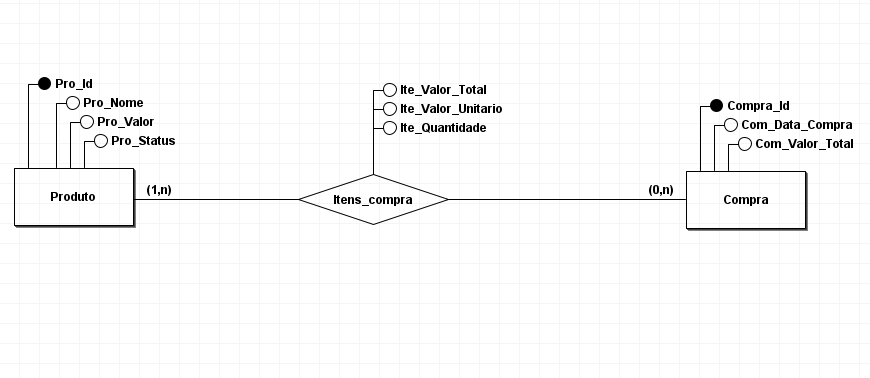 Pro_Id
Pro_Nome
Pro_Valor
Pro_Status
Produto
(1,n)
Ite_Valor_Total
Ite_Valor_Unitario
Ite_Quantidade
Itens_compra
(0,n)
Compra_Id
Com_Data_Compra
Com_Valor_Total
Compra